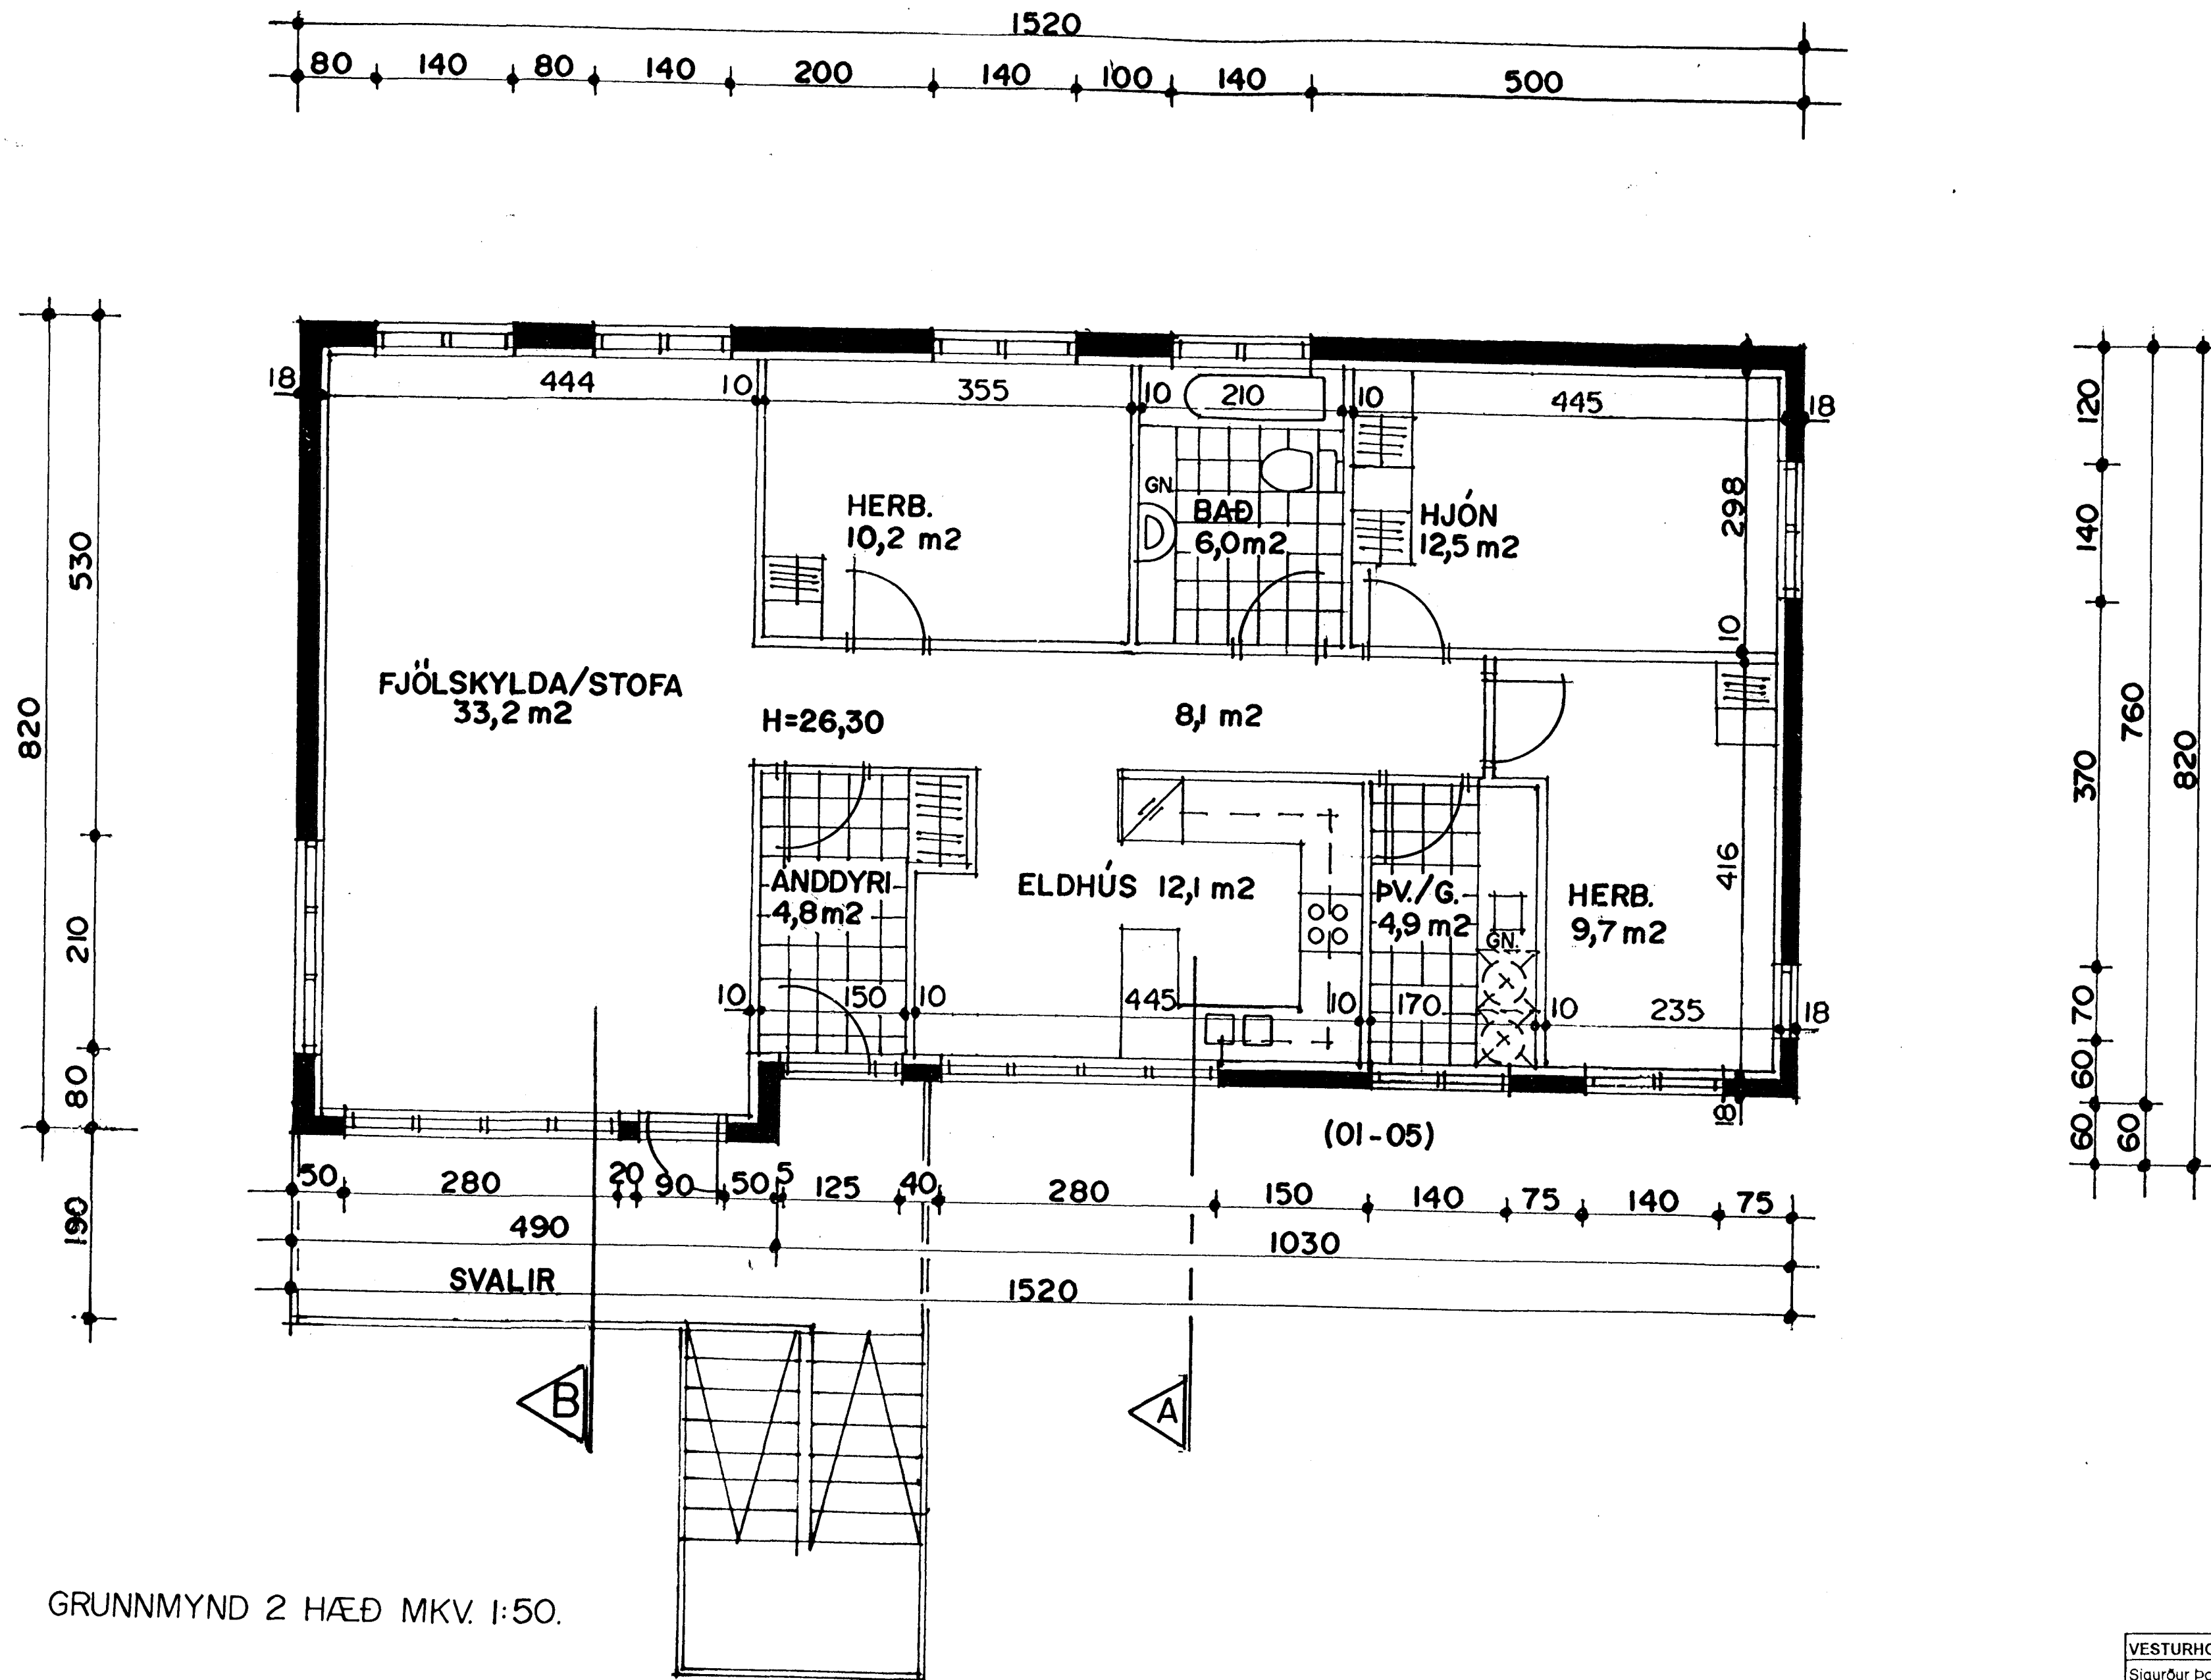 1520
80 140 80 140 200 140 100 140 500
18 444 10 355 10 210 10 445 18
HERB.
10,2 m2
GN.
BAÐ
6,0 m2
HJÓN
12,5 m2
298
10
FJÖLSKYLDA/STOFA
33,2 m2
H=26,30
8,1 m2
ANDDYRI
4,8 m2
ELDHÚS 12,1 m2
ÞV./G.
4,9 m2
GN.
HERB.
9,7 m2
416
10 150 10 445 10 170 10 235 18
18
(01-05)
820
530
210
80
190
120
140
370
70
60
60
760
60
820
50 280 20 90 50 5 125 40 280 150 140 75 140 75
490 1030
SVALIR
1520
B
A
GRUNNMYND 2 HÆÐ MKV. 1:50.